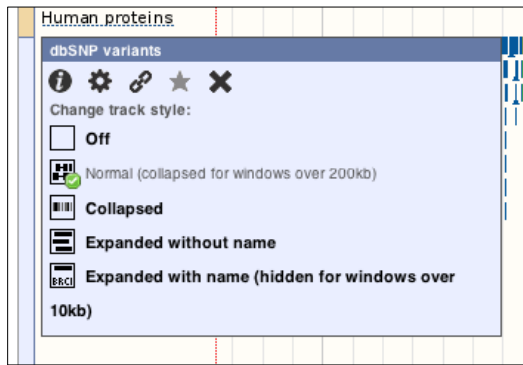 Human proteins
dbSNP variants
Change track style:
Off
Normal (collapsed for windows over 200kb)
Collapsed
Expanded without name
BRCI
Expanded with name (hidden for windows over
10kb)